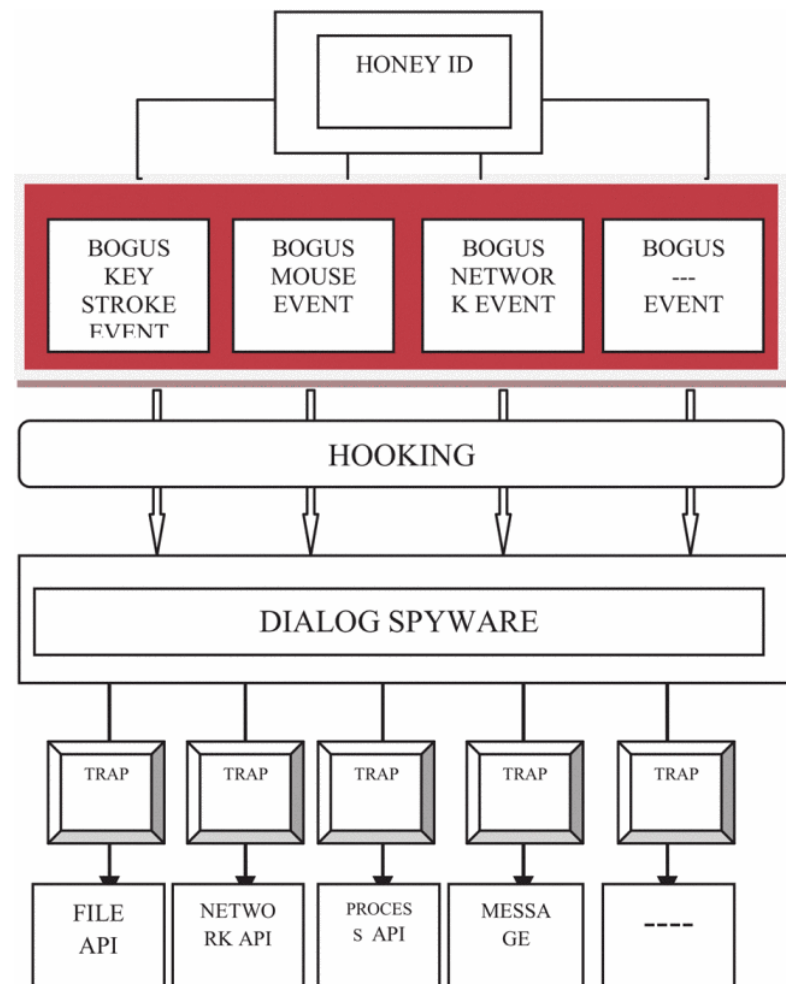 HONEY ID
BOGUS
KEY
STROKE
EVENT
BOGUS
MOUSE
EVENT
BOGUS
NETWOR
K EVENT
BOGUS
---
EVENT
HOOKING
DIALOG SPYWARE
TRAP
TRAP
TRAP
TRAP
TRAP
FILE
API
NETWO
RK API
PROCES
S API
MESSA
GE
----